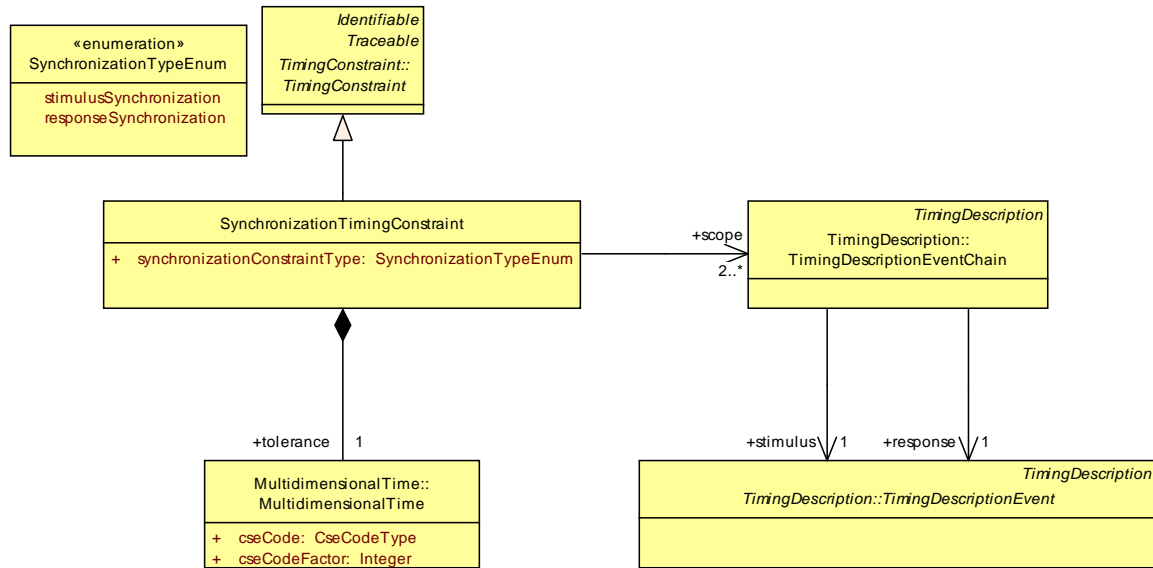 «enumeration»
SynchronizationTypeEnum
stimulusSynchronization
responseSynchronization
Identifiable
Traceable
TimingConstraint::
TimingConstraint
SynchronizationTimingConstraint
+ synchronizationConstraintType: SynchronizationTypeEnum
+scope
2..*
TimingDescription
TimingDescription::
TimingDescriptionEventChain
+tolerance 1
+stimulus 1
+response 1
MultidimensionalTime::
MultidimensionalTime
+ cseCode: CseCodeType
+ cseCodeFactor: Integer
TimingDescription
TimingDescription::TimingDescriptionEvent